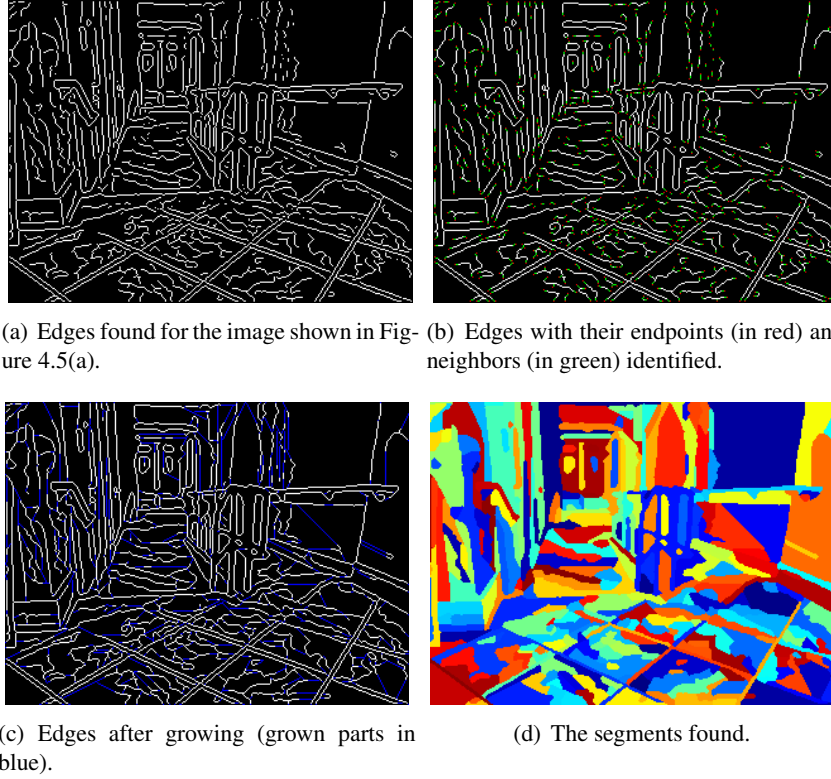 (a) Edges found for the image shown in Fig-
ure 4.5(a).
(b) Edges with their endpoints (in red) an
neighbors (in green) identified.
(c) Edges after growing (grown parts in
blue).
(d) The segments found.